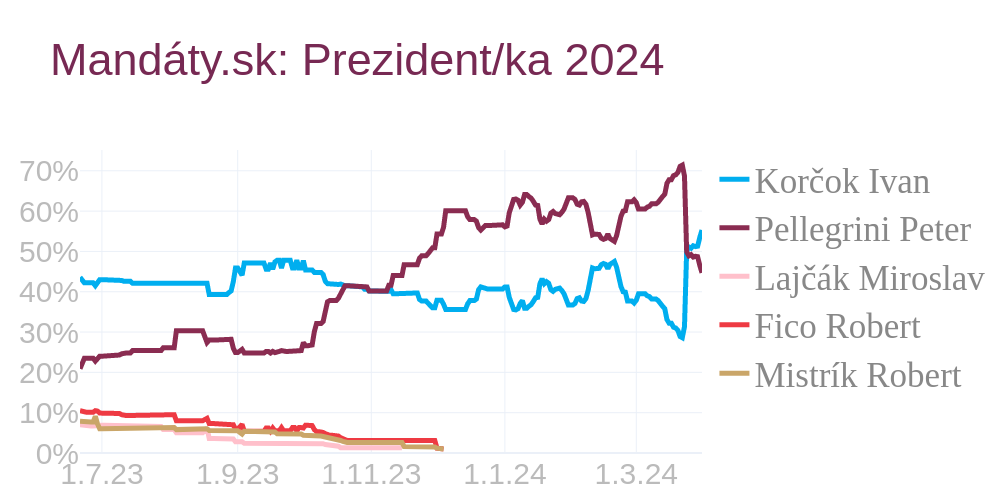 Mandáty.sk: Prezident/ka 2024
70%
60%
50%
40%
30%
20%
10%
0%
1.7.23
1.9.23
1.11.23
1.1.24
1.3.24
Korčok Ivan
Pellegrini Peter
Lajčák Miroslav
Fico Robert
Mistrík Robert